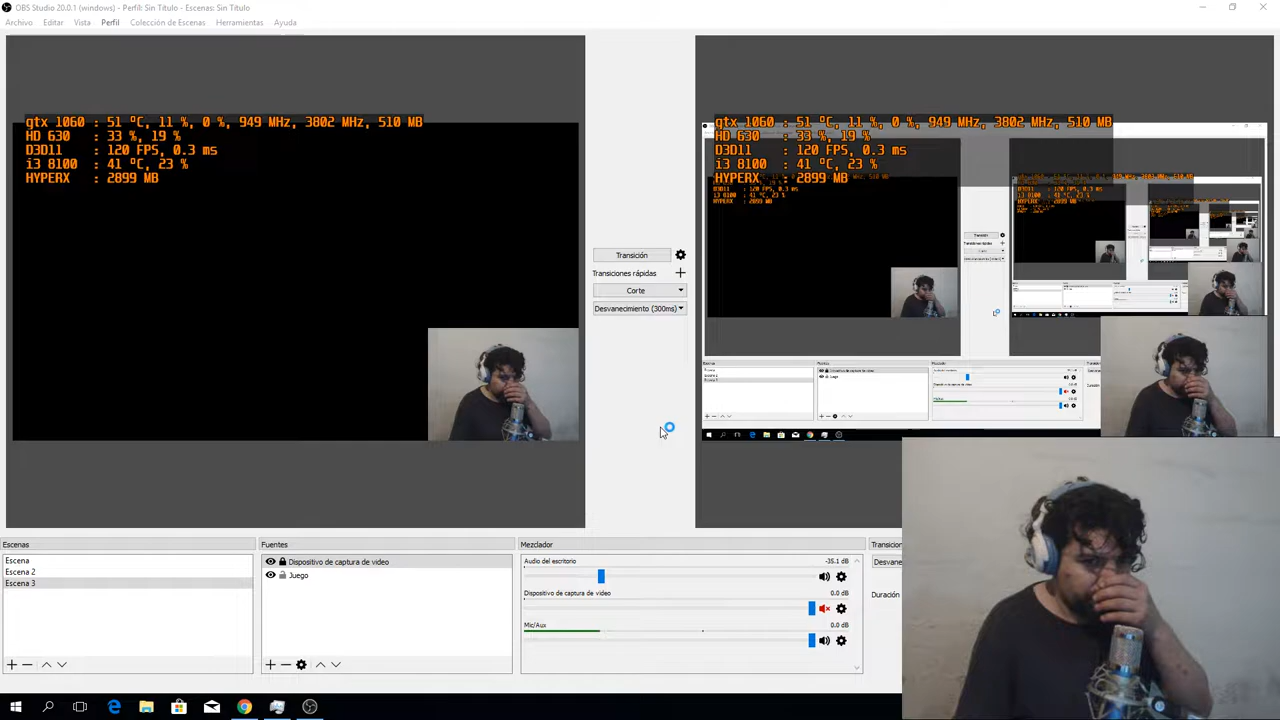 OBS Studio 20.0.1 (windows) - Perfil: Sin Título - Escenas: Sin Título
Archivo Editar Vista Perfil Colección de Escenas Herramientas Ayuda
gtx 1060 : 51 ºC, 11 %, 0 %, 949 MHz, 3802 MHz, 510 MB
HD 630 : 33 %, 19 %
D3D11 : 120 FPS, 0.3 ms
i3 8100 : 41 ºC, 23 %
HYPERX : 2899 MB
Transición
Transiciones rápidas
Corte
Desvanecimiento (300ms)
gtx 1060 : 51 ºC, 11 %, 0 %, 949 MHz, 3802 MHz, 510 MB
HD 630 : 33 %, 19 %
D3D11 : 120 FPS, 0.3 ms
i3 8100 : 41 ºC, 23 %
HYPERX : 2899 MB
Escenas
Escena
Escena 2
Escena 3
Fuentes
Dispositivo de captura de video
Juego
Mezclador
Audio del escritorio -35.1 dB
Dispositivo de captura de video 0.0 dB
Mic/Aux 0.0 dB
Transicion
Desvane
Duración